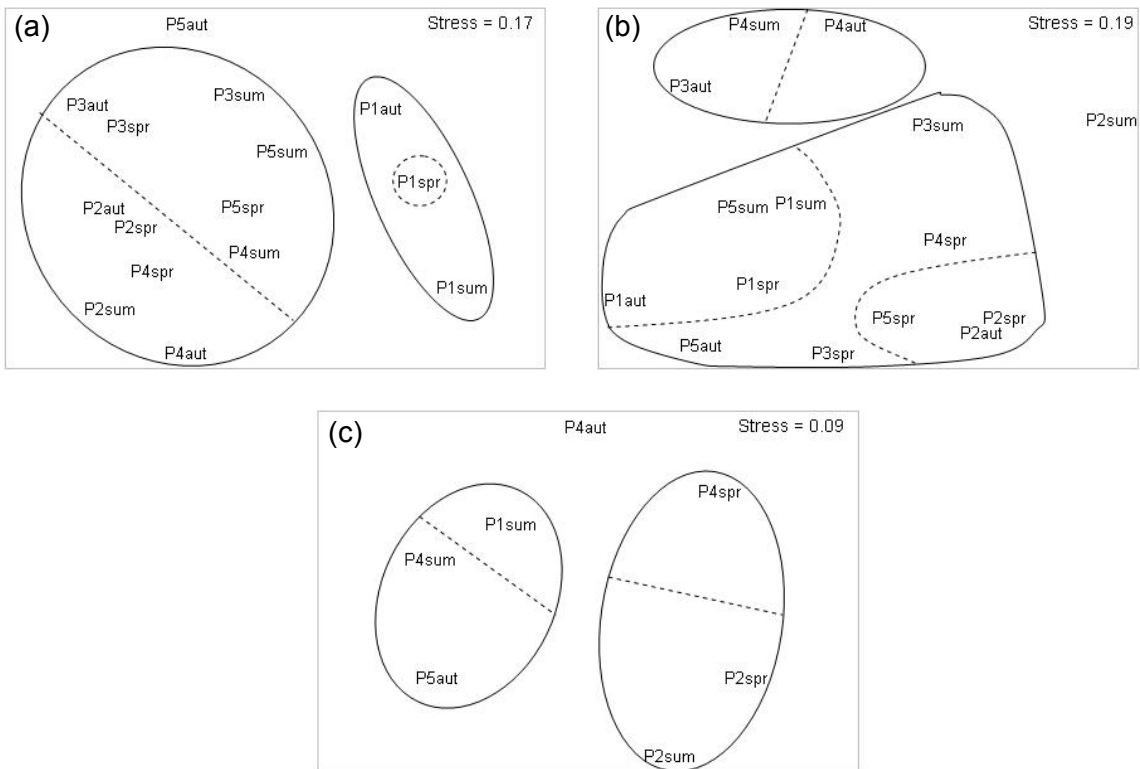 (a)
P5aut
Stress = 0.17
P3aut
P3sum
P3spr
P5sum
P1aut
P1spr
P2aut
P5spr
P2spr
P4sum
P4spr
P1sum
P2sum
P4aut
(b)
P4sum
P4aut
Stress = 0.19
P3aut
P3sum
P2sum
P5sum
P1sum
P4spr
P1spr
P1aut
P5spr
P2spr
P2aut
P5aut
P3spr
(c)
P4aut
Stress = 0.09
P4spr
P1sum
P4sum
P5aut
P2spr
P2sum